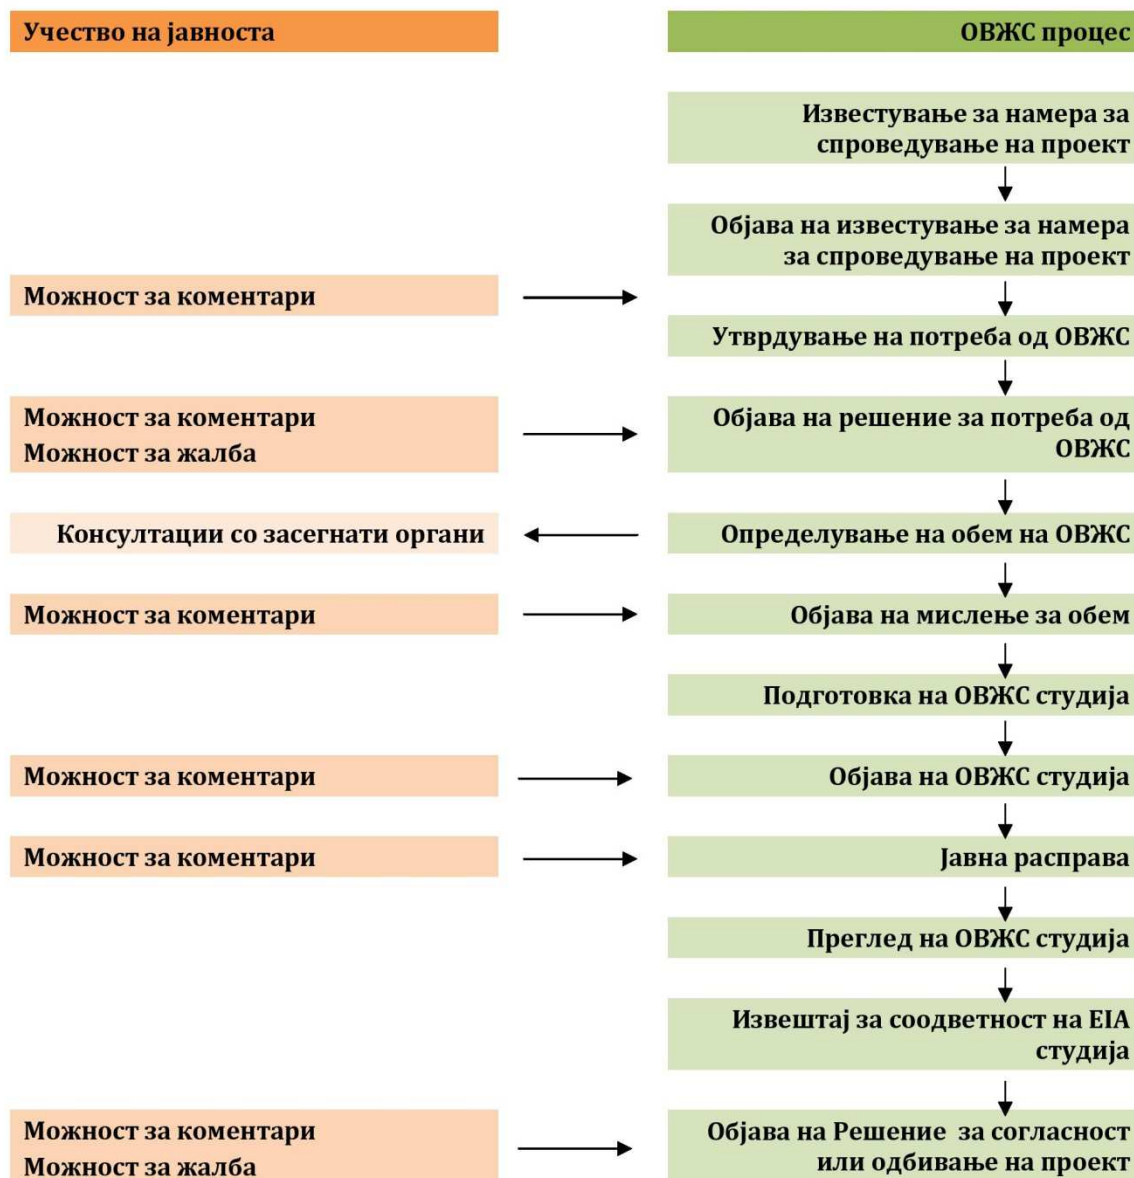 Учество на јавноста
ОВЖС процес
Известување за намера за
спроведување на проект
Објава на известување за намера
за спроведување на проект
Можност за коментари
Утврдување на потреба од ОВЖС
Можност за коментари
Можност за жалба
Објава на решение за потреба од
ОВЖС
Консултации со засегнати органи
Определување на обем на ОВЖС
Можност за коментари
Објава на мислење за обем
Подготовка на ОВЖС студија
Можност за коментари
Објава на ОВЖС студија
Можност за коментари
Јавна расправа
Преглед на ОВЖС студија
Извештај за соодветност на EIA
студија
Можност за коментари
Можност за жалба
Објава на Решение за согласност
или одбивање на проект